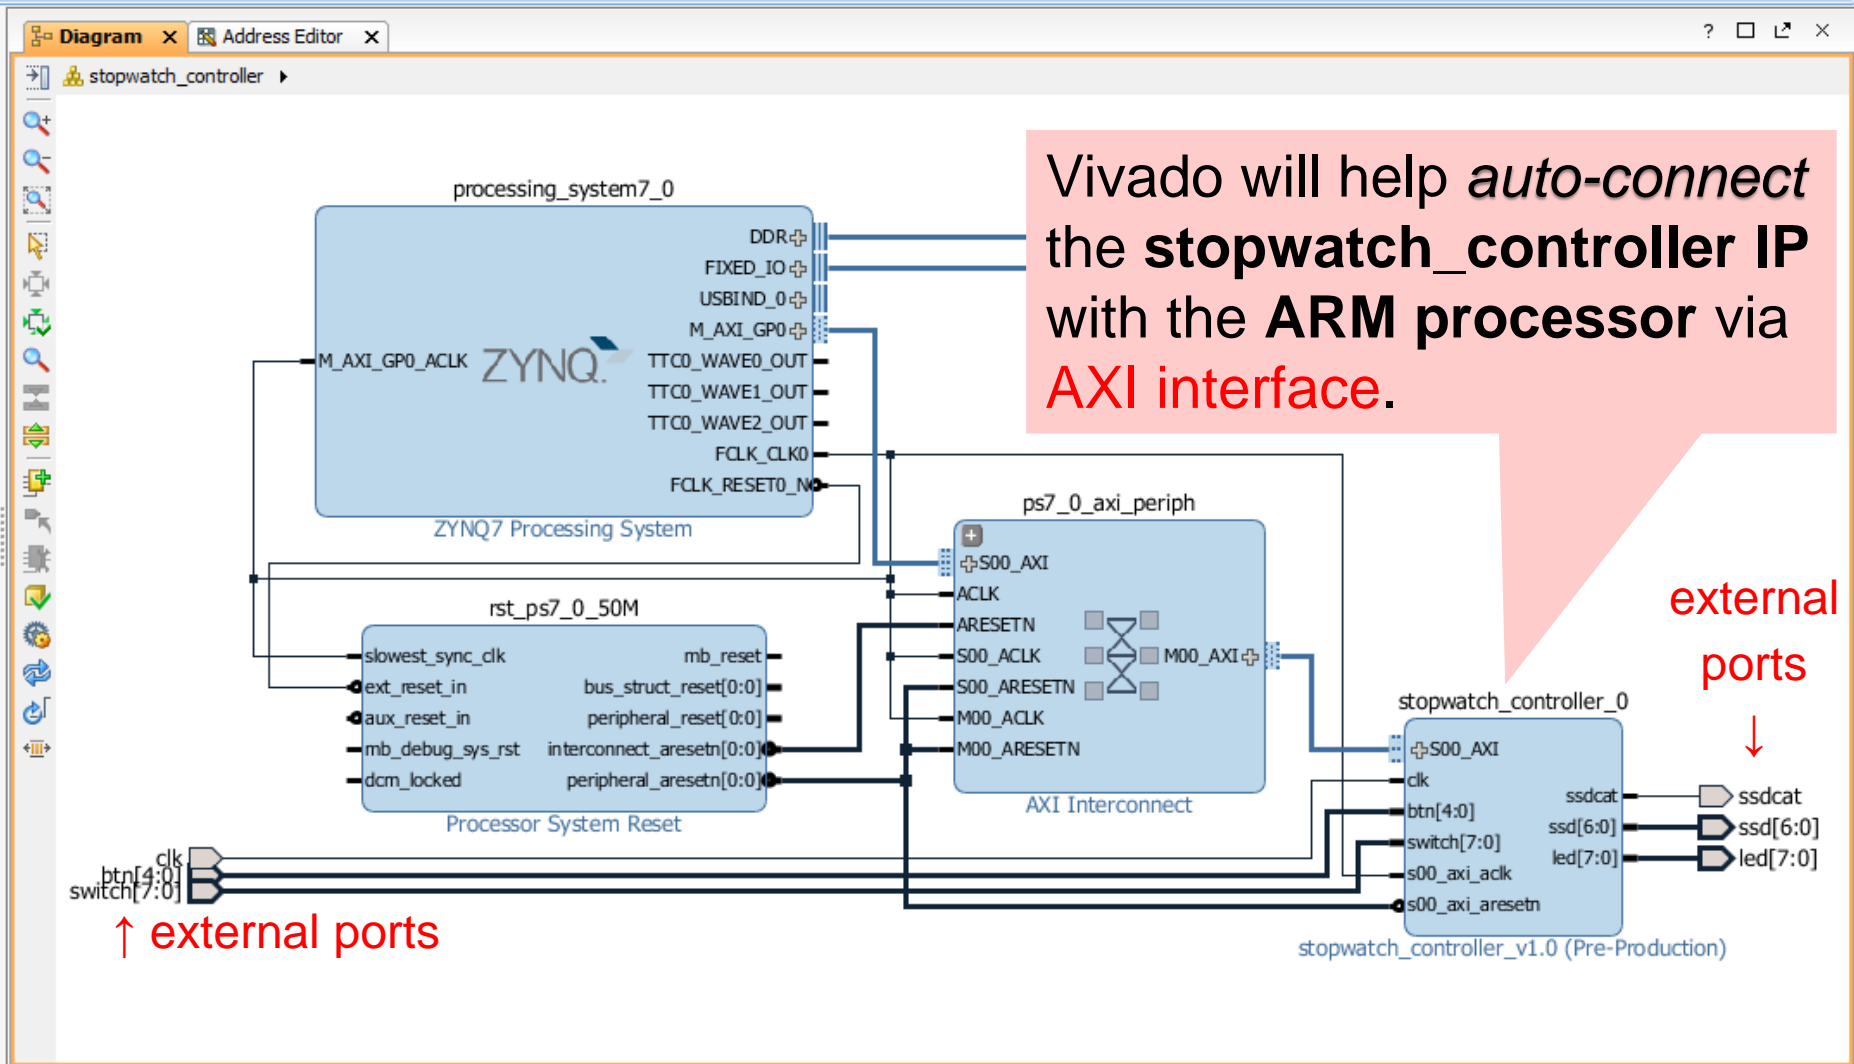 Diagram
Address Editor
stopwatch_controller
Vivado will help auto-connect
the stopwatch_controller IP
with the ARM processor via
AXI interface.
processing_system7_0
DDR
FIXED_IO
USBIND_0
M_AXI_GP0
M_AXI_GP0_ACLK
ZYNQ.
TTC0_WAVE0_OUT
TTC0_WAVE1_OUT
TTC0_WAVE2_OUT
FCLK_CLK0
FCLK_RESET0_N
ZYNQ7 Processing System
ps7_0_axi_periph
S00_AXI
ACLK
ARESETN
S00_ACLK
S00_ARESETN
M00_ACLK
M00_ARESETN
M00_AXI
AXI Interconnect
rst_ps7_0_50M
slowest_sync_clk
ext_reset_in
aux_reset_in
mb_debug_sys_rst
dcm_locked
mb_reset
bus_struct_reset[0:0]
peripheral_reset[0:0]
interconnect_aresetn[0:0]
peripheral_aresetn[0:0]
Processor System Reset
external
ports
↓
stopwatch_controller_0
S00_AXI
clk
btn[4:0]
switch[7:0]
s00_axi_aclk
s00_axi_aresetn
ssdcat
ssd[6:0]
led[7:0]
stopwatch_controller_v1.0 (Pre-Production)
ssdcat
ssd[6:0]
led[7:0]
clk
btn[4:0]
switch[7:0]
↑ external ports